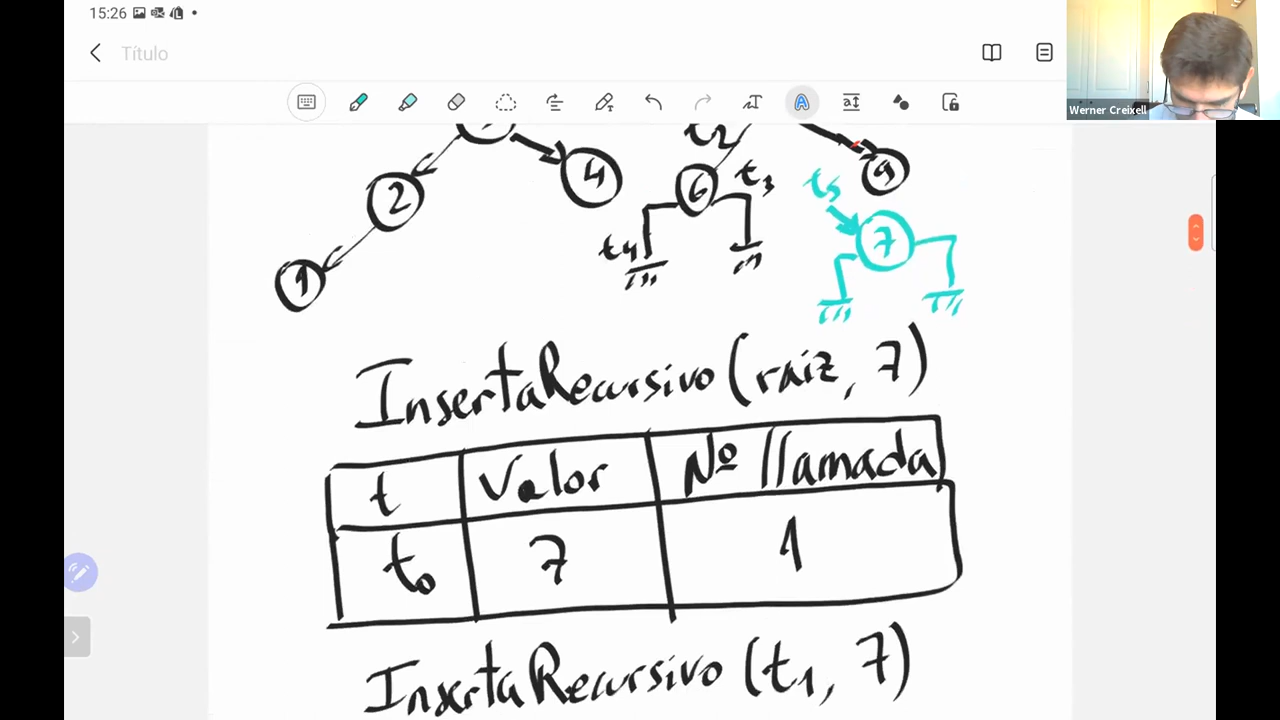 15:26
Título
Werner Creixell
t2
2 4 6 t3 9
t5
t4 7
1
InsertaRecursivo (raiz, 7)
t Valor Nº llamada
t0 7 1
InsertaRecursivo (t1, 7)